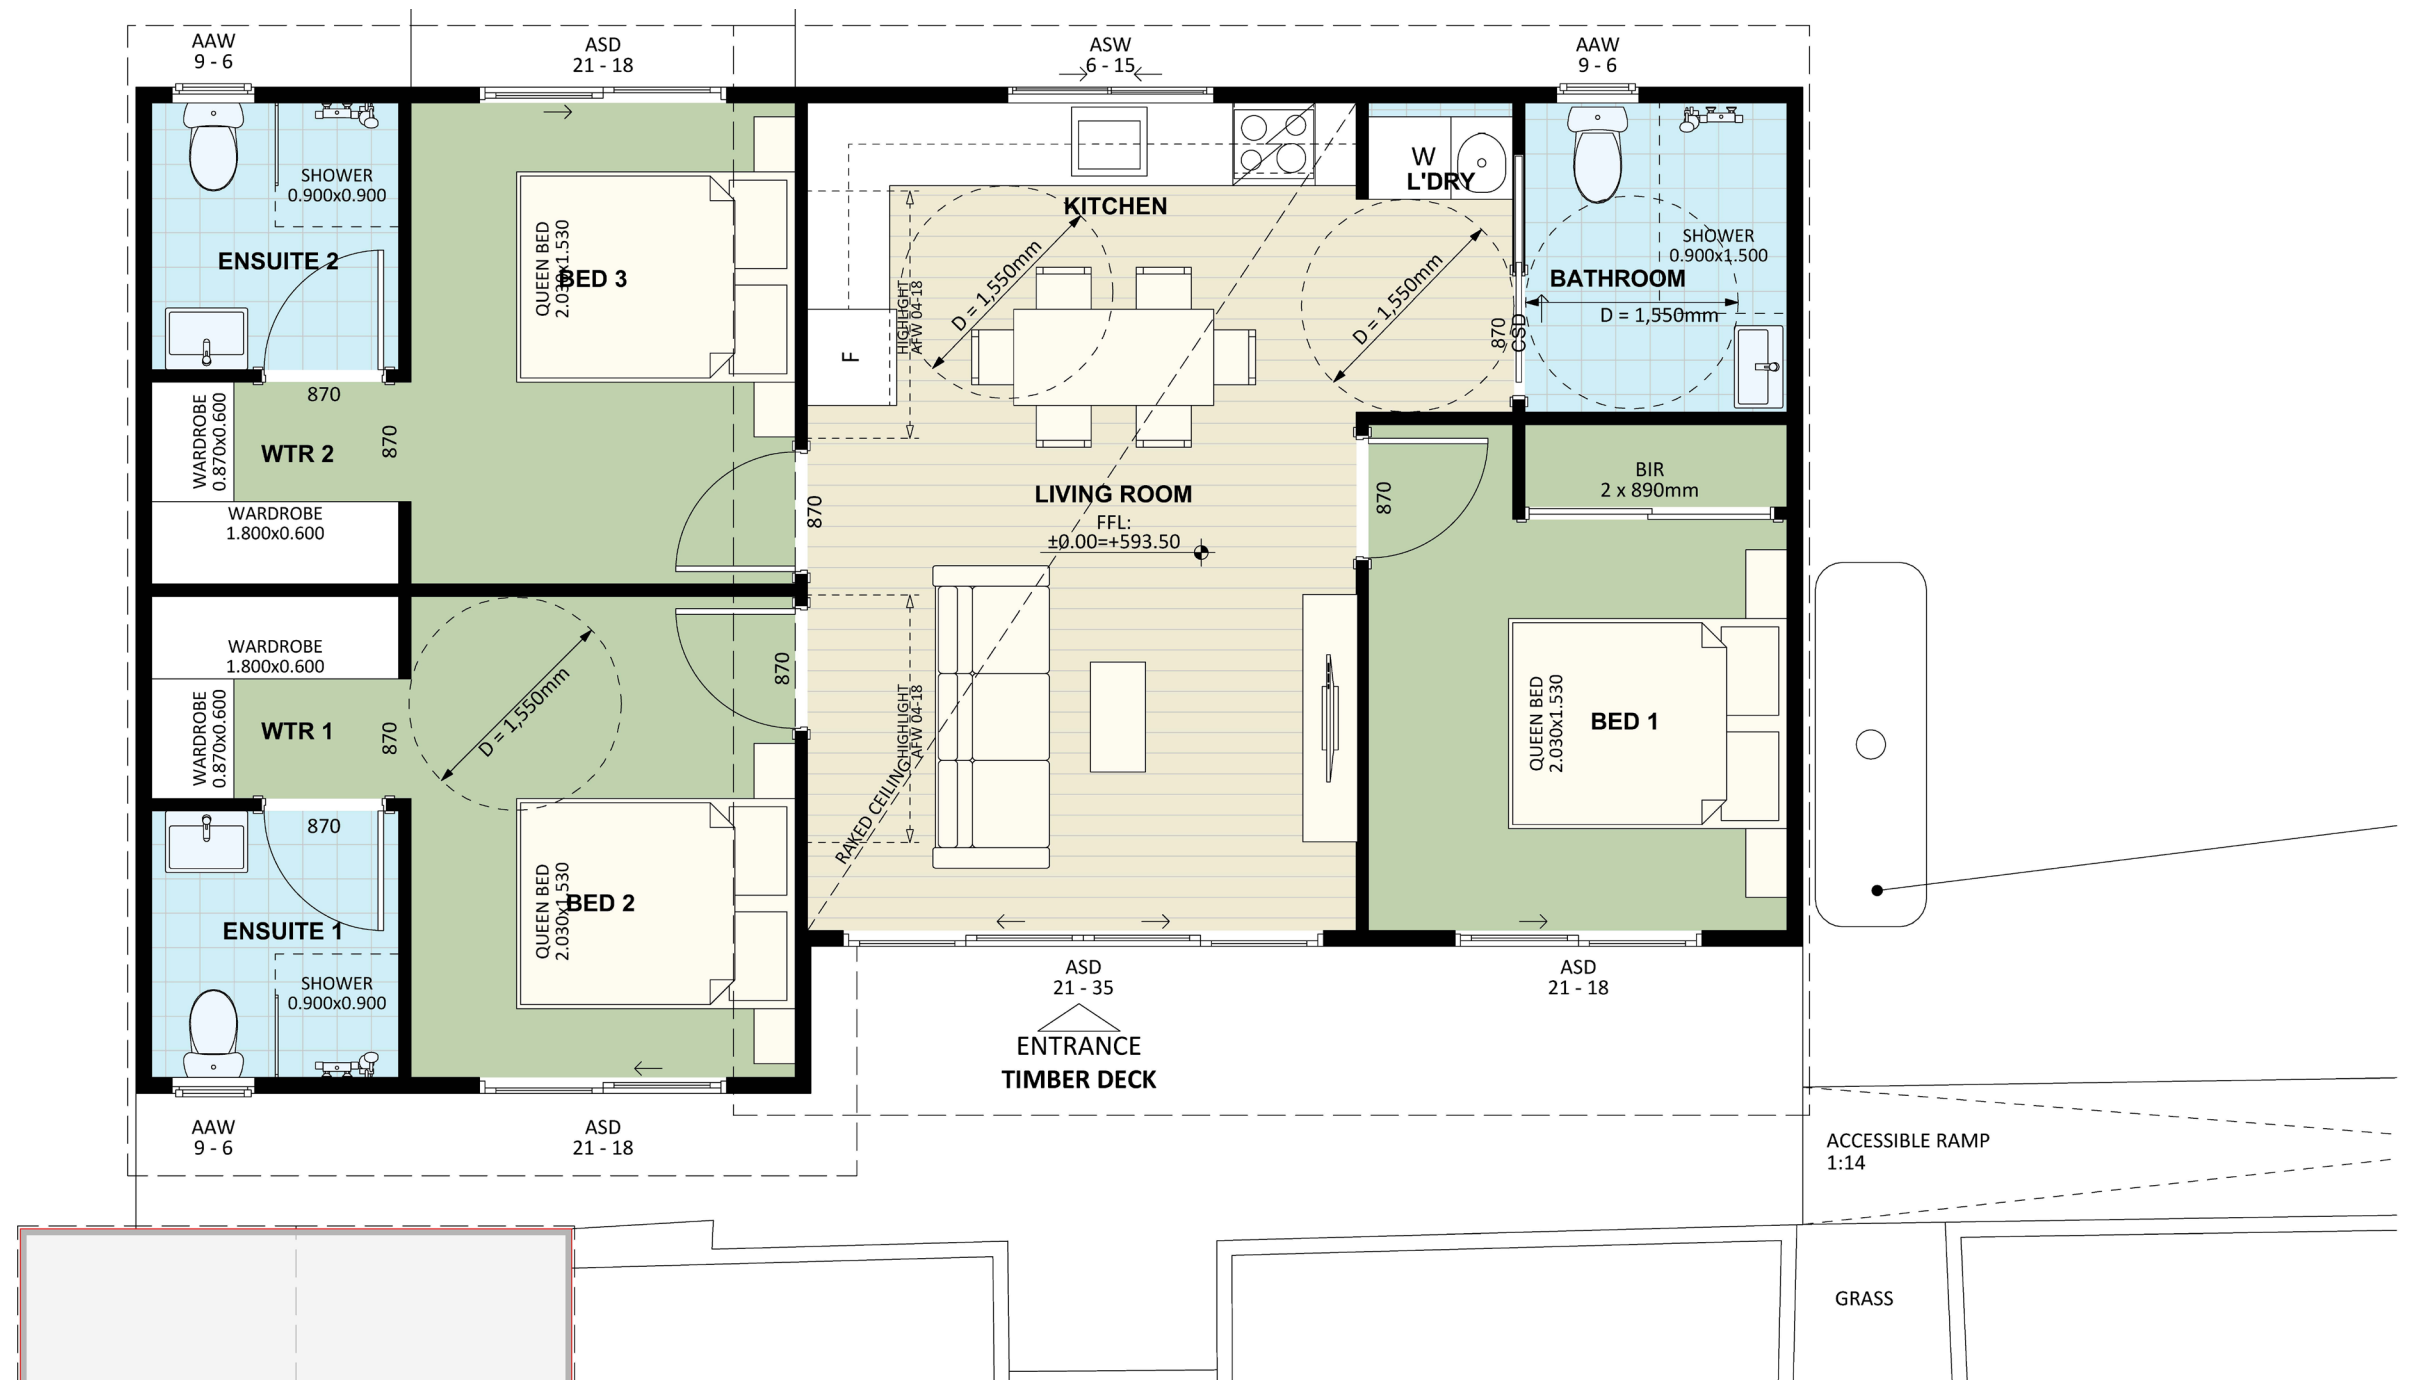 AAW
9 - 6
ASD
21 - 18
ASW
6 - 15
AAW
9 - 6
SHOWER
0.900x0.900
ENSUITE 2
QUEEN BED
2.030x1.530
BED 3
KITCHEN
W
L'DRY
D = 1,550mm
D = 1,550mm
SHOWER
0.900x1.500
BATHROOM
D = 1,550mm
HIGHLIGHT
AFW 04-18
F
870
CSD
870
WARDROBE
0.870x0.600
WTR 2
870
WARDROBE
1.800x0.600
870
LIVING ROOM
FFL:
±0.00=+593.50
870
BIR
2 x 890mm
WARDROBE
1.800x0.600
WARDROBE
0.870x0.600
WTR 1
870
D = 1,550mm
870
HIGHLIGHT
AFW 04-18
RAKED CEILING
QUEEN BED
2.030x1.530
BED 1
870
ENSUITE 1
SHOWER
0.900x0.900
QUEEN BED
2.030x1.530
BED 2
ASD
21 - 35
ASD
21 - 18
ENTRANCE
TIMBER DECK
AAW
9 - 6
ASD
21 - 18
ACCESSIBLE RAMP
1:14
GRASS